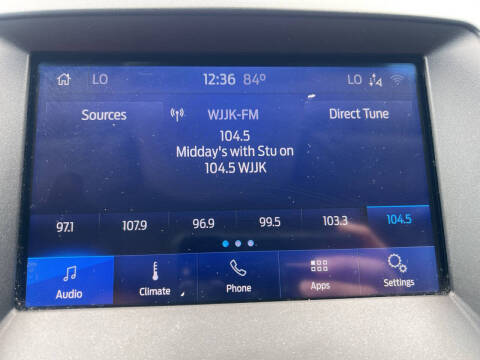 LO 12:36 84° LO 4
Sources WJJK-FM Direct Tune
104.5
Midday's with Stu on
104.5 WJJK
97.1 107.9 96.9 99.5 103.3 104.5
Audio Climate Phone Apps Settings